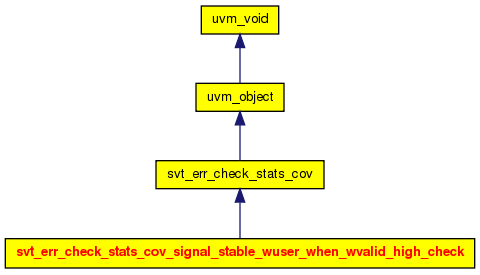 uvm_void
uvm_object
svt_err_check_stats_cov
svt_err_check_stats_cov_signal_stable_wuser_when_wvalid_high_check